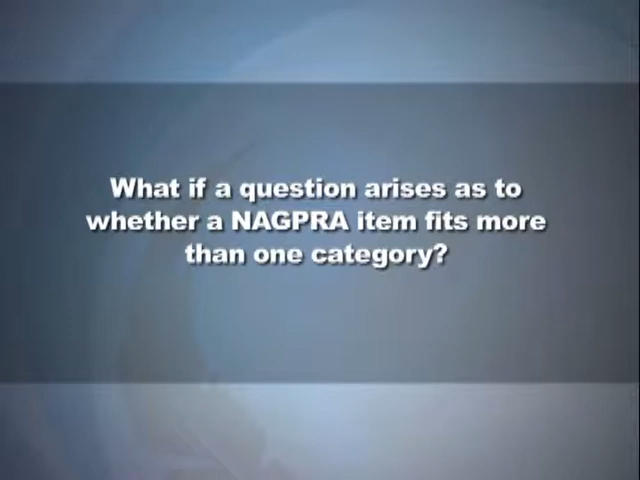 What if a question arises as to
whether a NAGPRA item fits more
than one category?